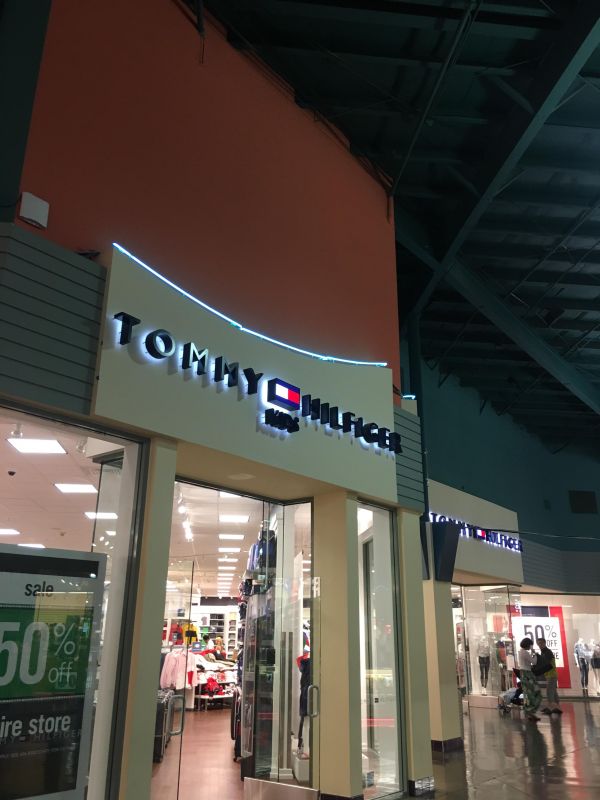 TOMMY HILFIGER
KIDS
TOMMY HILFIGER
sale
50%
off
ire store
50%